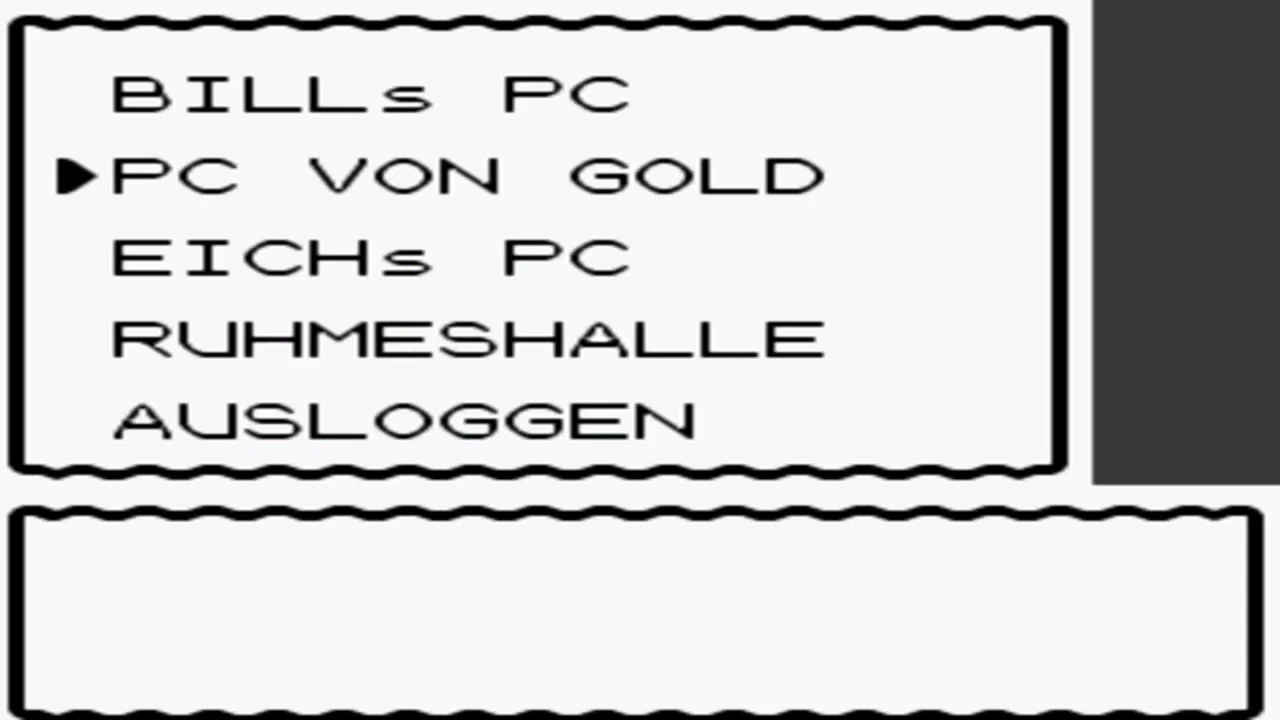 BILLs PC
▶PC VON GOLD
EICHs PC
RUHMESHALLE
AUSLOGGEN